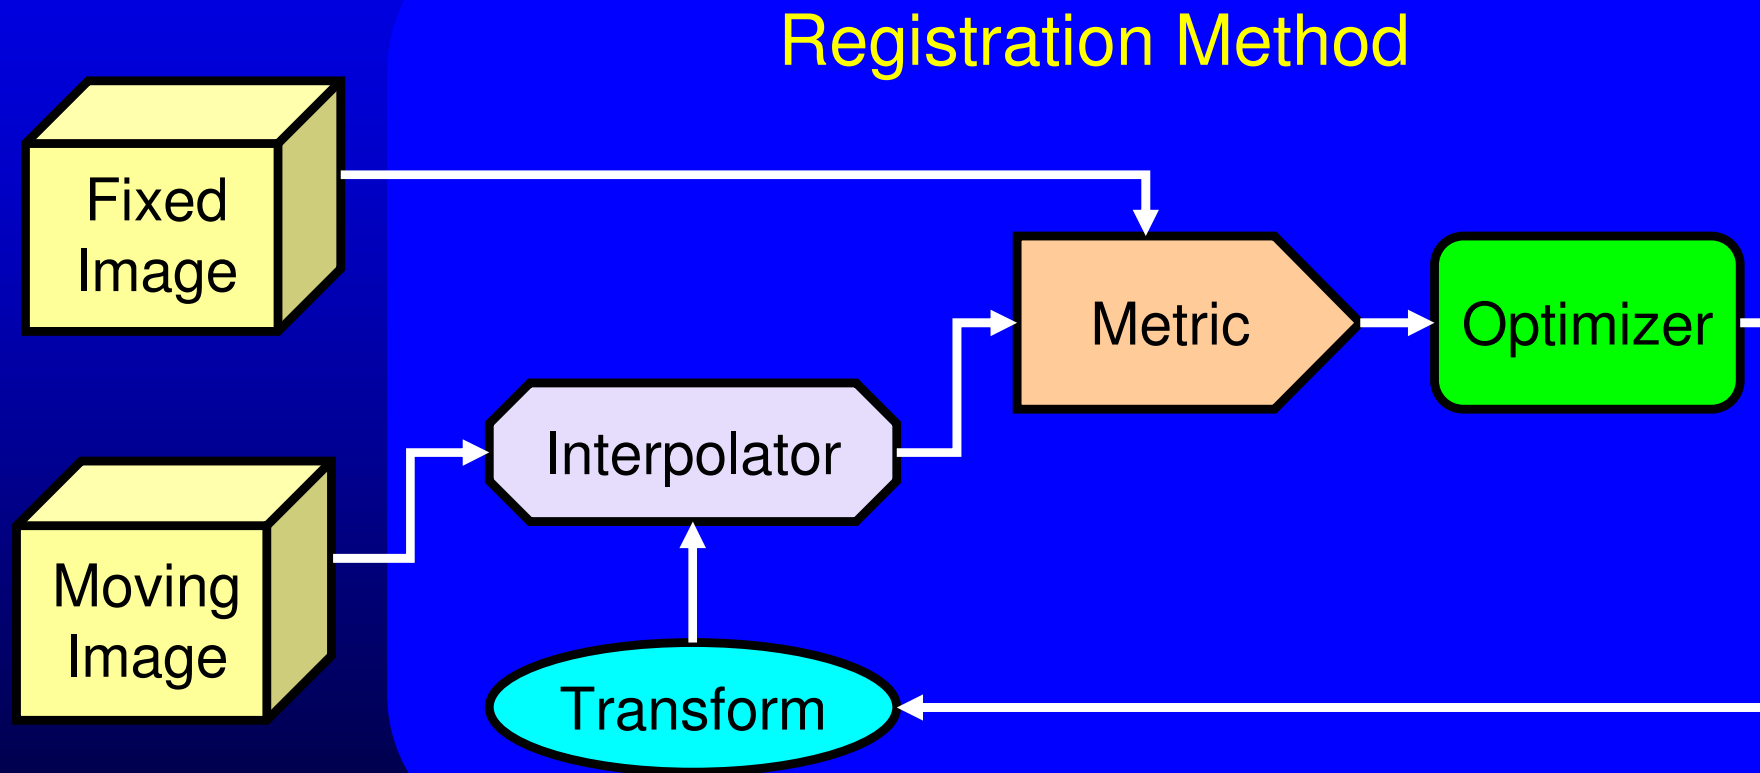 Registration Method
Fixed
Image
Metric
Optimizer
Interpolator
Moving
Image
Transform